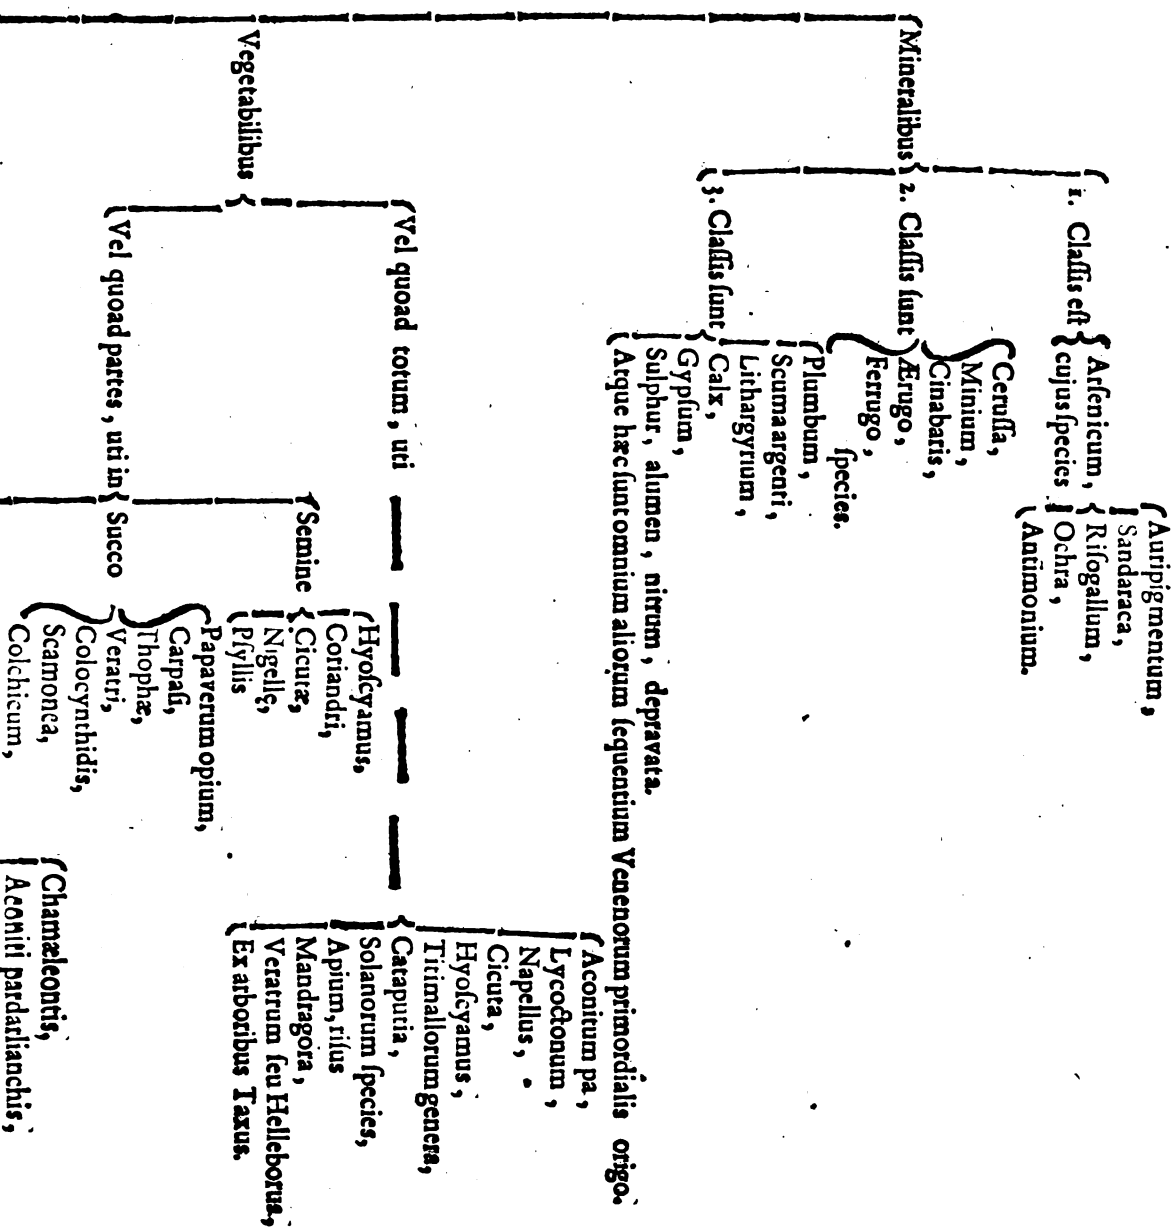 Mineralibus
1. Claſſis eſt
Arſenicum,
cujus ſpecies
Auripigmentum,
Sandaraca,
Riſogallum,
Ochra,
Antimonium.
2. Claſſis ſunt
Ceruſſa,
Minium,
Cinabaris,
Ærugo,
Ferrugo,
ſpecies.
3. Claſſis ſunt
Plumbum,
Scuma argenti,
Lithargyrium,
Calx,
Gypſum,
Sulphur, alumen, nitrum, depravata.
Atque hæc ſunt omnium aliorum ſequentium Venenorum primordialis origo.
Vegetabilibus
Vel quoad totum, uti
Aconitum pa,
Lycoctonum,
Napellus,
Cicuta,
Hyoſcyamus,
Titimallorum genera,
Cataputia,
Solanorum ſpecies,
Apium, riſus
Mandragora,
Veratrum ſeu Helleborus,
Ex arboribus Taxus.
Vel quoad partes, uti in
Semine
Hyoſcyamus,
Coriandri,
Cicutæ,
Nigellę,
Pſyllis
Succo
Papaverum opium,
Carpaſi,
Thophæ,
Veratri,
Colocynthidis,
Scamonea,
Colchicum,
Chamæleontis,
Aconiti pardarlianchis,